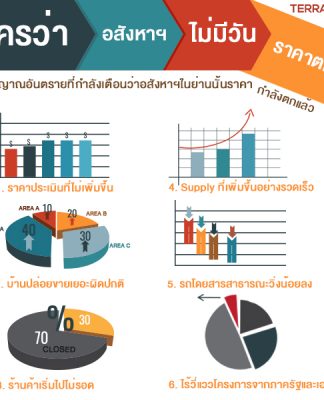 TERRA
ครว่า
อสังหาฯ
ไม่มีวัน
ราคาต
ญาณอันตรายที่กำลังเตือนว่าอสังหาฯในย่านนั้นราคา
กำลังตกแล้ว
$ $ $ $ $
. ราคาประเมินที่ไม่เพิ่มขึ้น
4. Supply ที่เพิ่มขึ้นอย่างรวดเร็ว
AREA A
10
20
AREA B
40
30
AREA C
. บ้านปล่อยขายเยอะผิดปกติ
5. รถโดยสารสาธารณะวิ่งน้อยลง
%
30
70
CLOSED
3. ร้านค้าเริ่มไปไม่รอด
6. ไร้วี่แววโครงการจากภาครัฐและเอ